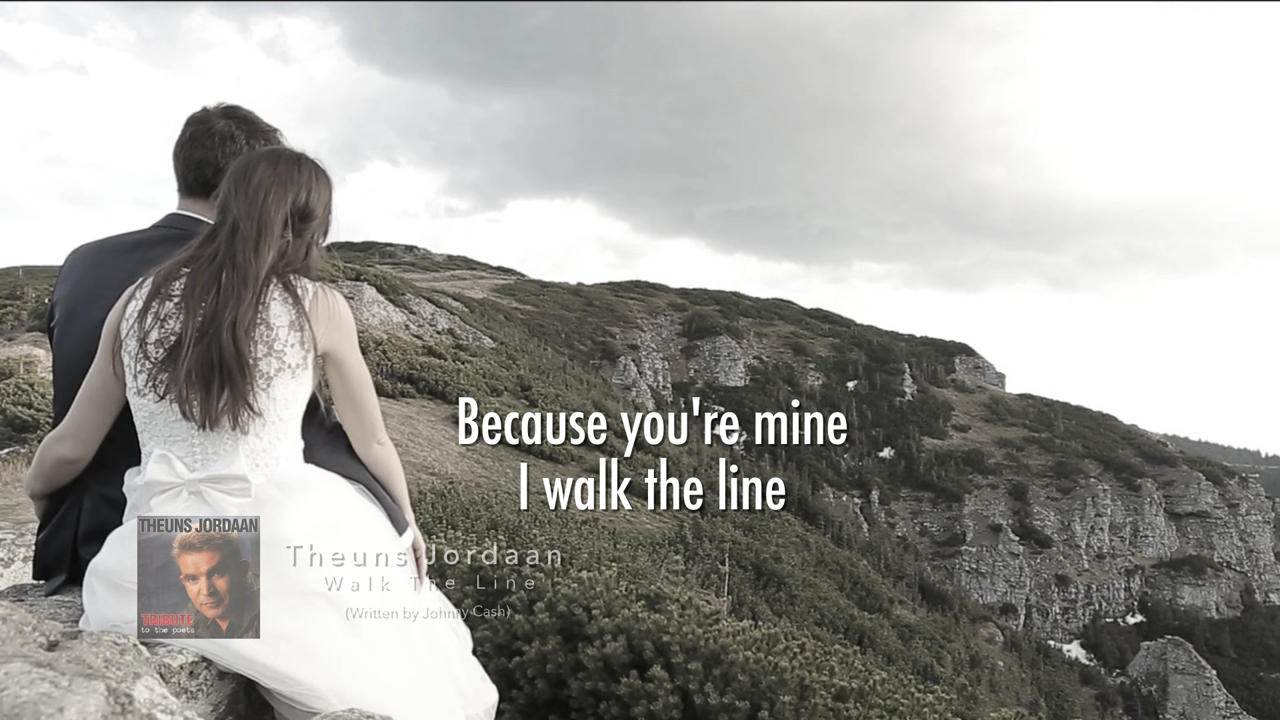 Because you're mine
I walk the line
THEUNS JORDAAN
TRIBUTE
to the poets
Theuns Jordaan
Walk The Line
(Written by Johnny Cash)